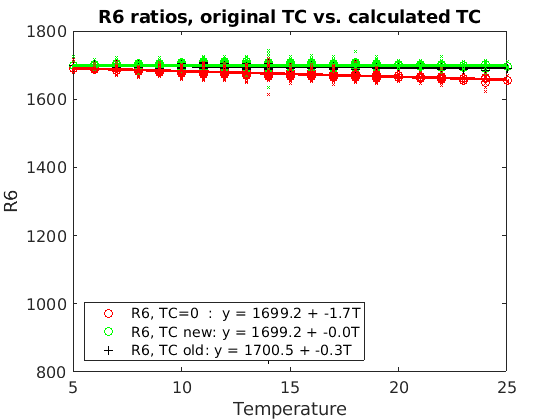 R6 ratios, original TC vs. calculated TC
1800
1600
1400
1200
1000
800
R6
R6, TC=0  :  y = 1699.2 + -1.7T
R6, TC new: y = 1699.2 + -0.0T
R6, TC old: y = 1700.5 + -0.3T
5 10 15 20 25
Temperature